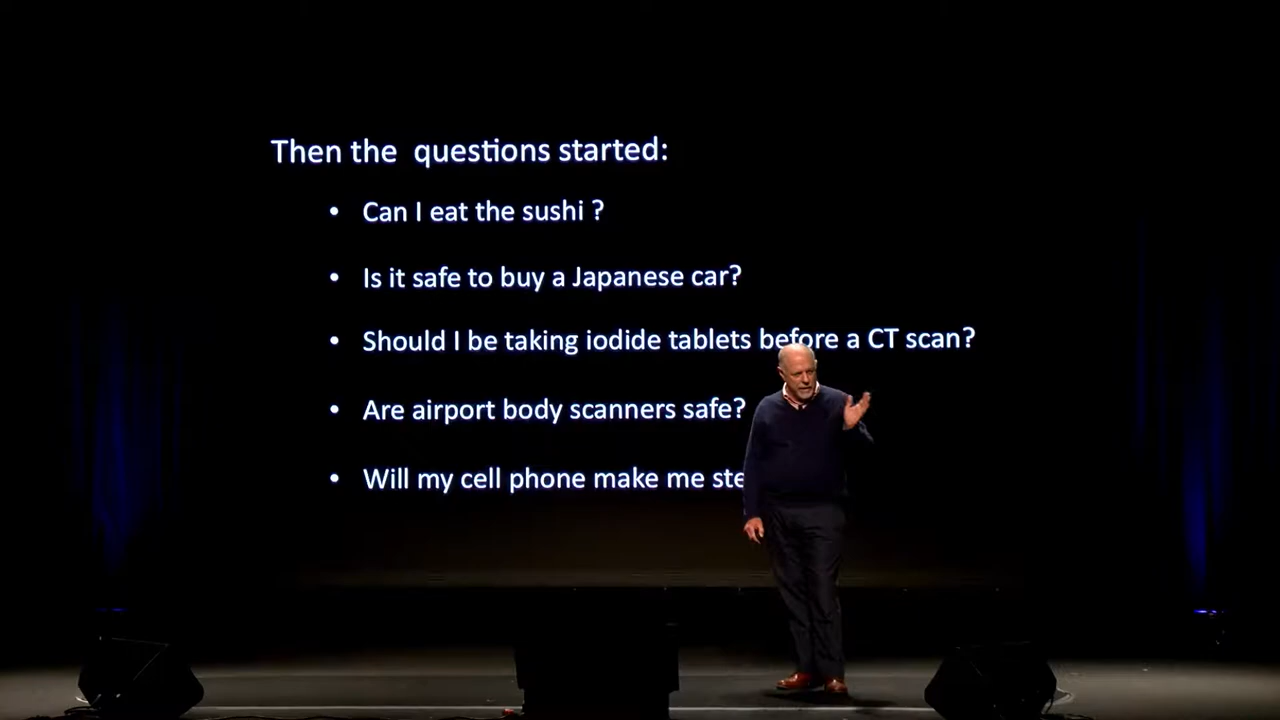 Then the questions started:
• Can I eat the sushi ?
• Is it safe to buy a Japanese car?
• Should I be taking iodide tablets before a CT scan?
• Are airport body scanners safe?
• Will my cell phone make me